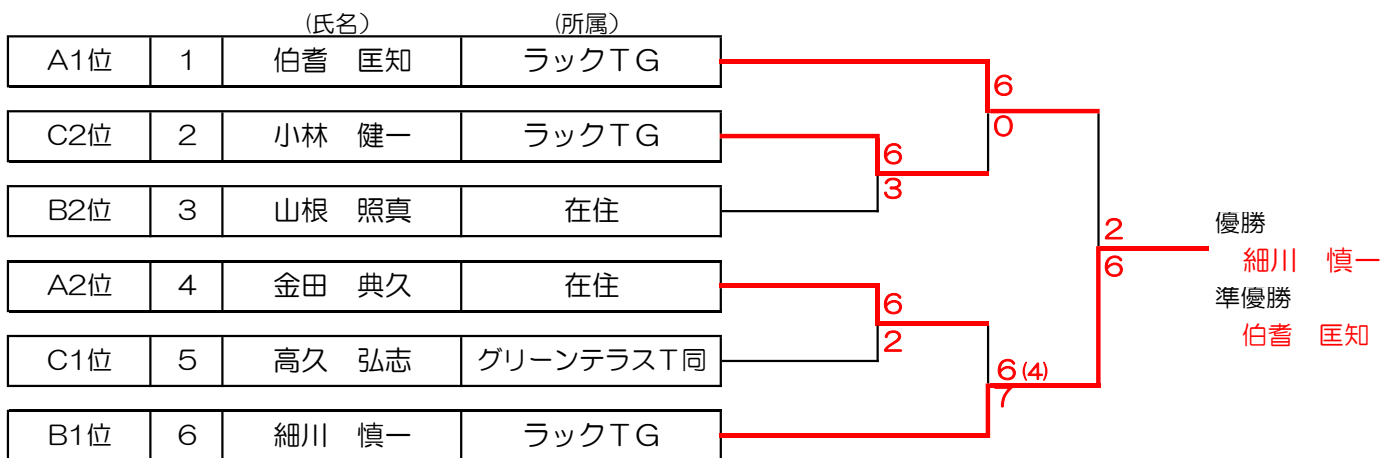 (氏名） (所属）
A1位 1 伯耆　匡知 ラックＴＧ
6
0
C2位 2 小林　健一 ラックＴＧ
6
3
B2位 3 山根　照真 在住
2
6
優勝
細川　慎一
準優勝
伯耆　匡知
A2位 4 金田　典久 在住
6
2
C1位 5 高久　弘志 グリーンテラスＴ同
6(4)
7
B1位 6 細川　慎一 ラックＴＧ